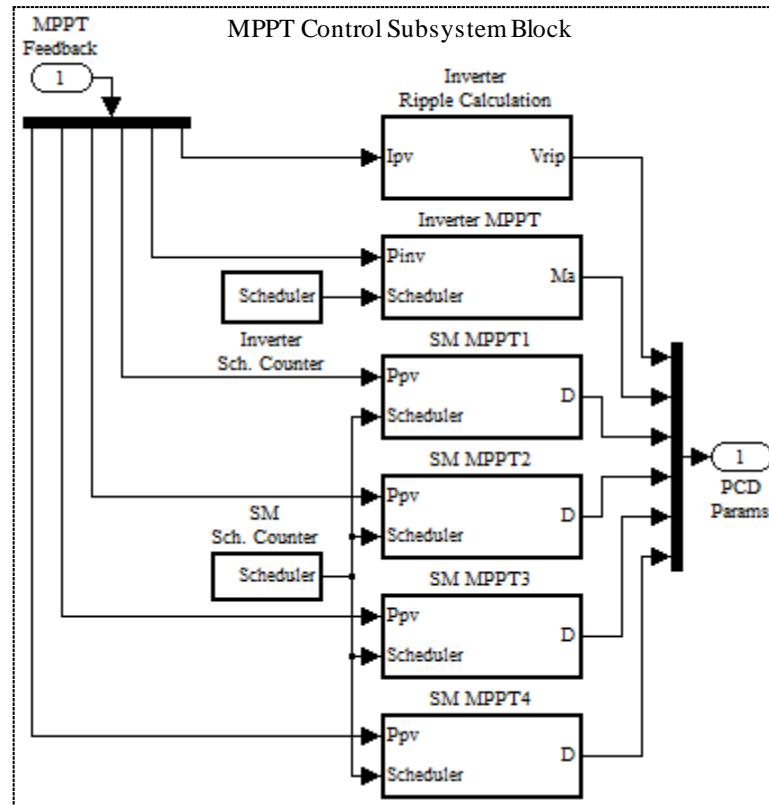 MPPT Control Subsystem Block
MPPT
Feedback
1
Inverter
Ripple Calculation
Ipv
Vrip
Inverter MPPT
Pinv
Scheduler
Ma
Scheduler
Inverter
Sch. Counter
SM MPPT1
Ppv
Scheduler
D
SM MPPT2
Ppv
Scheduler
D
SM
Sch. Counter
Scheduler
SM MPPT3
Ppv
Scheduler
D
SM MPPT4
Ppv
Scheduler
D
1
PCD
Params